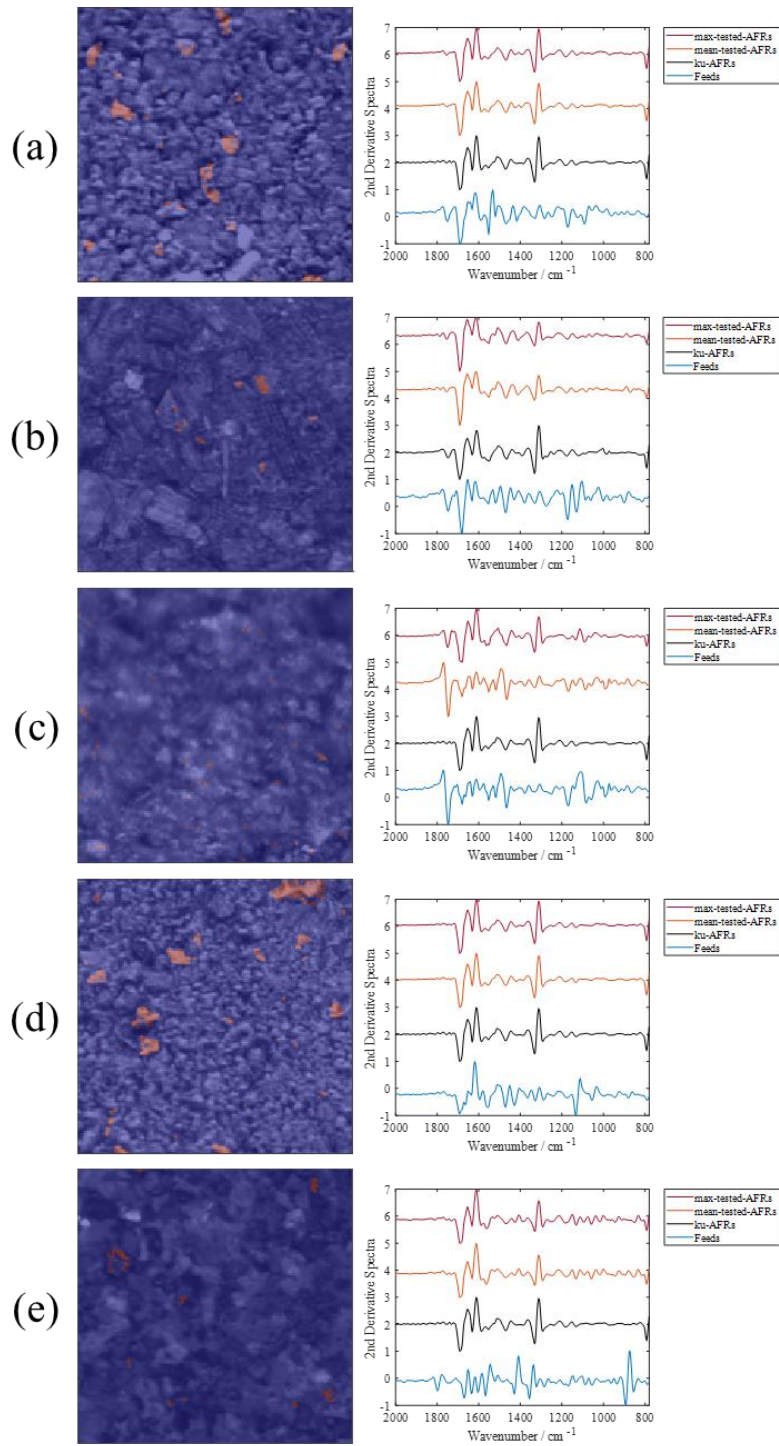 (a)
2nd Derivative Spectra
7
6
5
4
3
2
1
0
-1
2000 1800 1600 1400 1200 1000 800
Wavenumber / cm-1
max-tested-AFRs
mean-tested-AFRs
ku-AFRs
Feeds
(b)
2nd Derivative Spectra
7
6
5
4
3
2
1
0
-1
2000 1800 1600 1400 1200 1000 800
Wavenumber / cm-1
max-tested-AFRs
mean-tested-AFRs
ku-AFRs
Feeds
(c)
2nd Derivative Spectra
7
6
5
4
3
2
1
0
-1
2000 1800 1600 1400 1200 1000 800
Wavenumber / cm-1
max-tested-AFRs
mean-tested-AFRs
ku-AFRs
Feeds
(d)
2nd Derivative Spectra
7
6
5
4
3
2
1
0
-1
2000 1800 1600 1400 1200 1000 800
Wavenumber / cm-1
max-tested-AFRs
mean-tested-AFRs
ku-AFRs
Feeds
(e)
2nd Derivative Spectra
7
6
5
4
3
2
1
0
-1
2000 1800 1600 1400 1200 1000 800
Wavenumber / cm-1
max-tested-AFRs
mean-tested-AFRs
ku-AFRs
Feeds